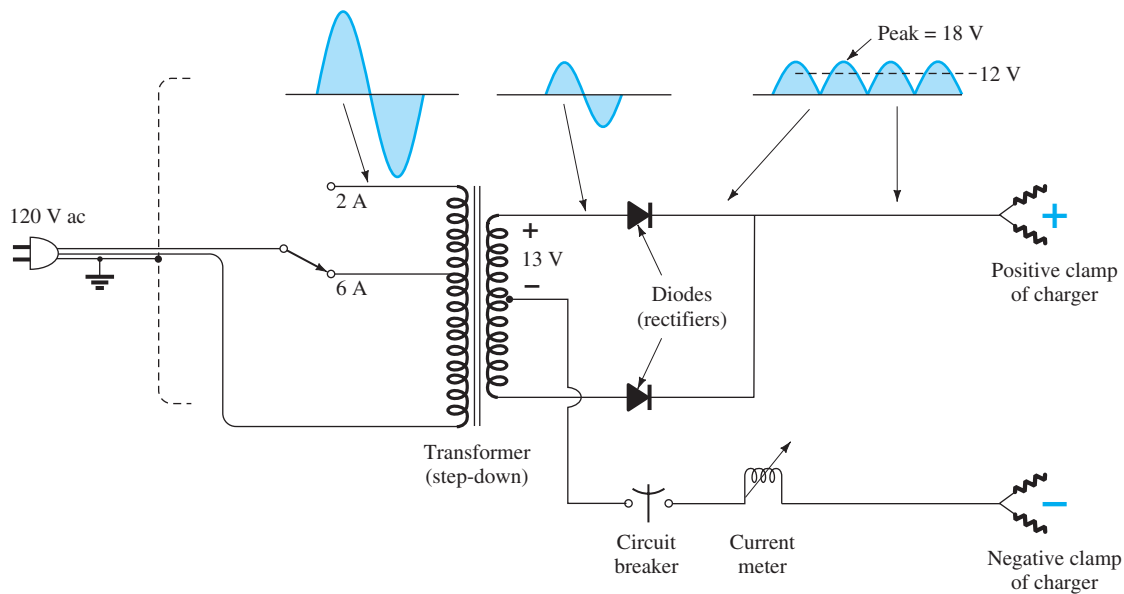 Peak = 18 V
12 V
120 V ac
2 A
6 A
+
13 V
−
Diodes
(rectifiers)
+
Positive clamp
of charger
Transformer
(step-down)
Circuit
breaker
Current
meter
−
Negative clamp
of charger